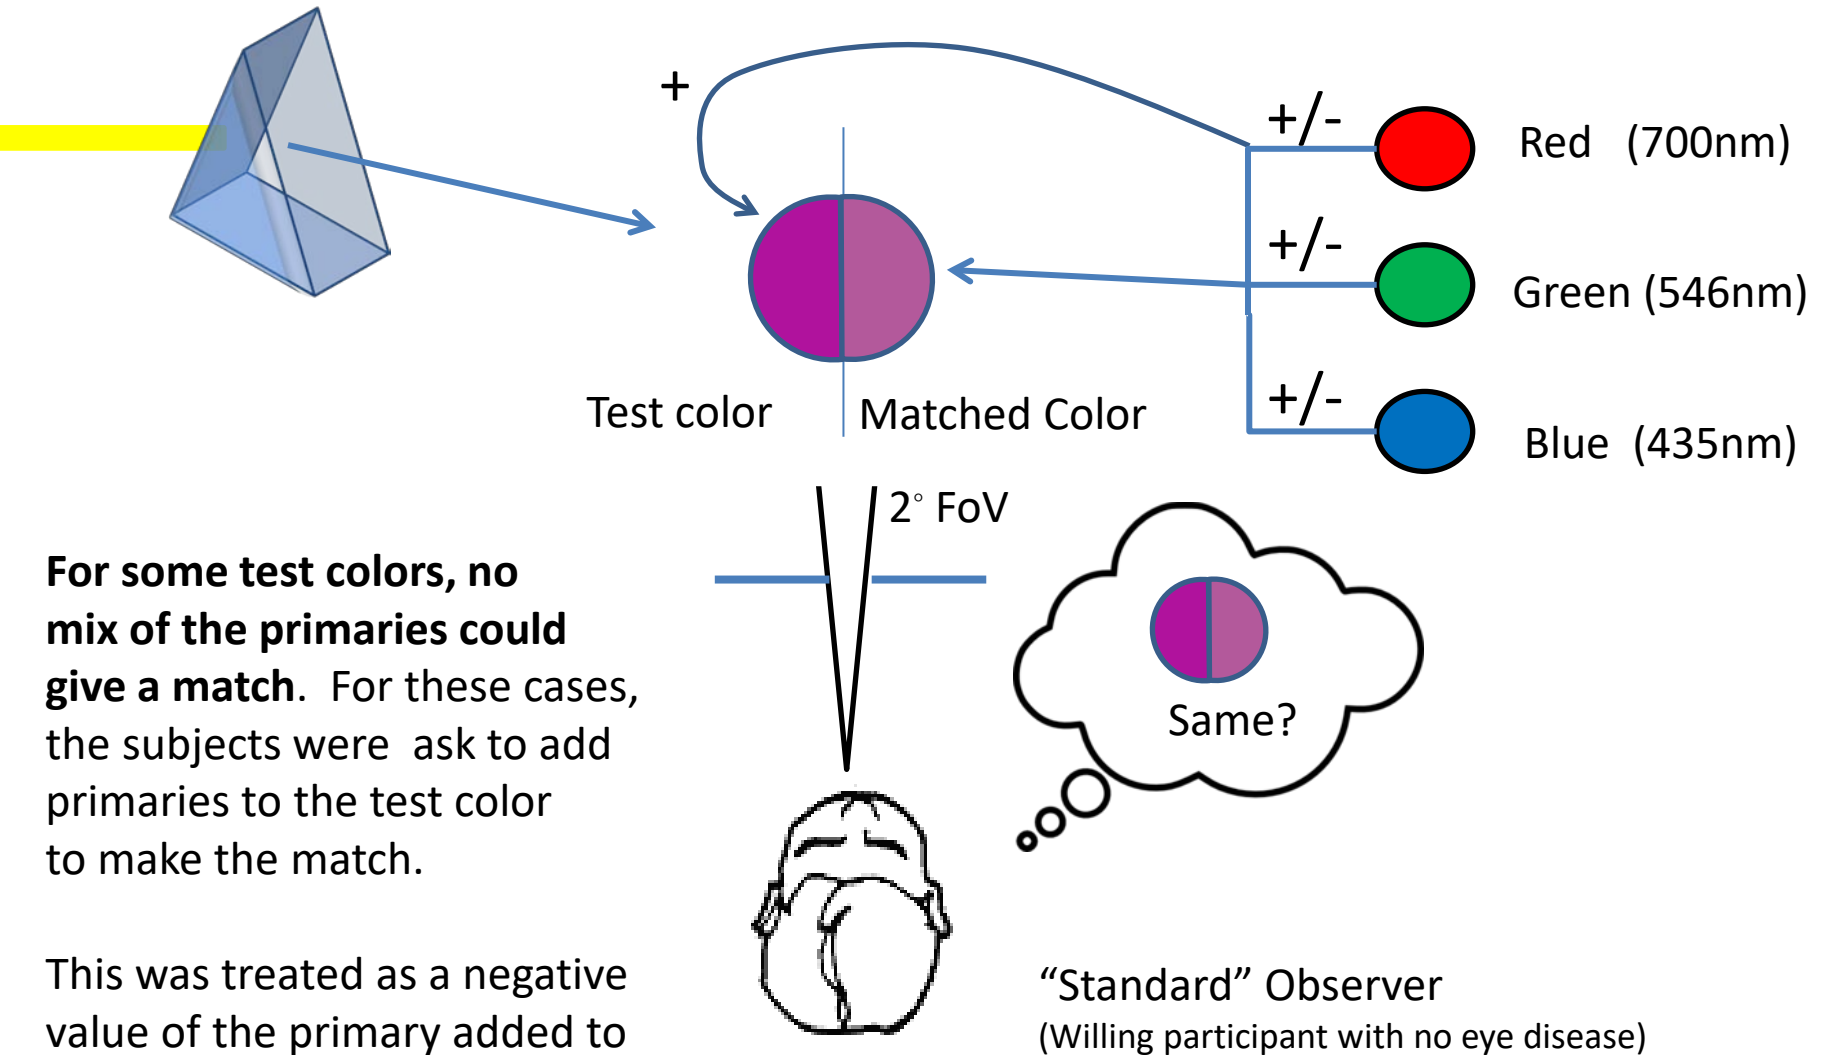 +
+/-
Red (700nm)
+/-
Green (546nm)
+/-
Blue (435nm)
Test color
Matched Color
2° FoV
For some test colors, no
mix of the primaries could
give a match. For these cases,
the subjects were ask to add
primaries to the test color
to make the match.
This was treated as a negative
value of the primary added to
Same?
“Standard” Observer
(Willing participant with no eye disease)